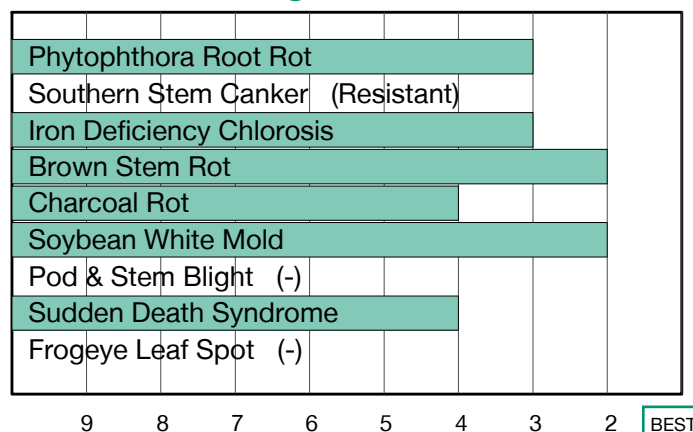 Phytophthora Root Rot
Southern Stem Canker (Resistant)
Iron Deficiency Chlorosis
Brown Stem Rot
Charcoal Rot
Soybean White Mold
Pod & Stem Blight (-)
Sudden Death Syndrome
Frogeye Leaf Spot (-)
9 8 7 6 5 4 3 2 BEST